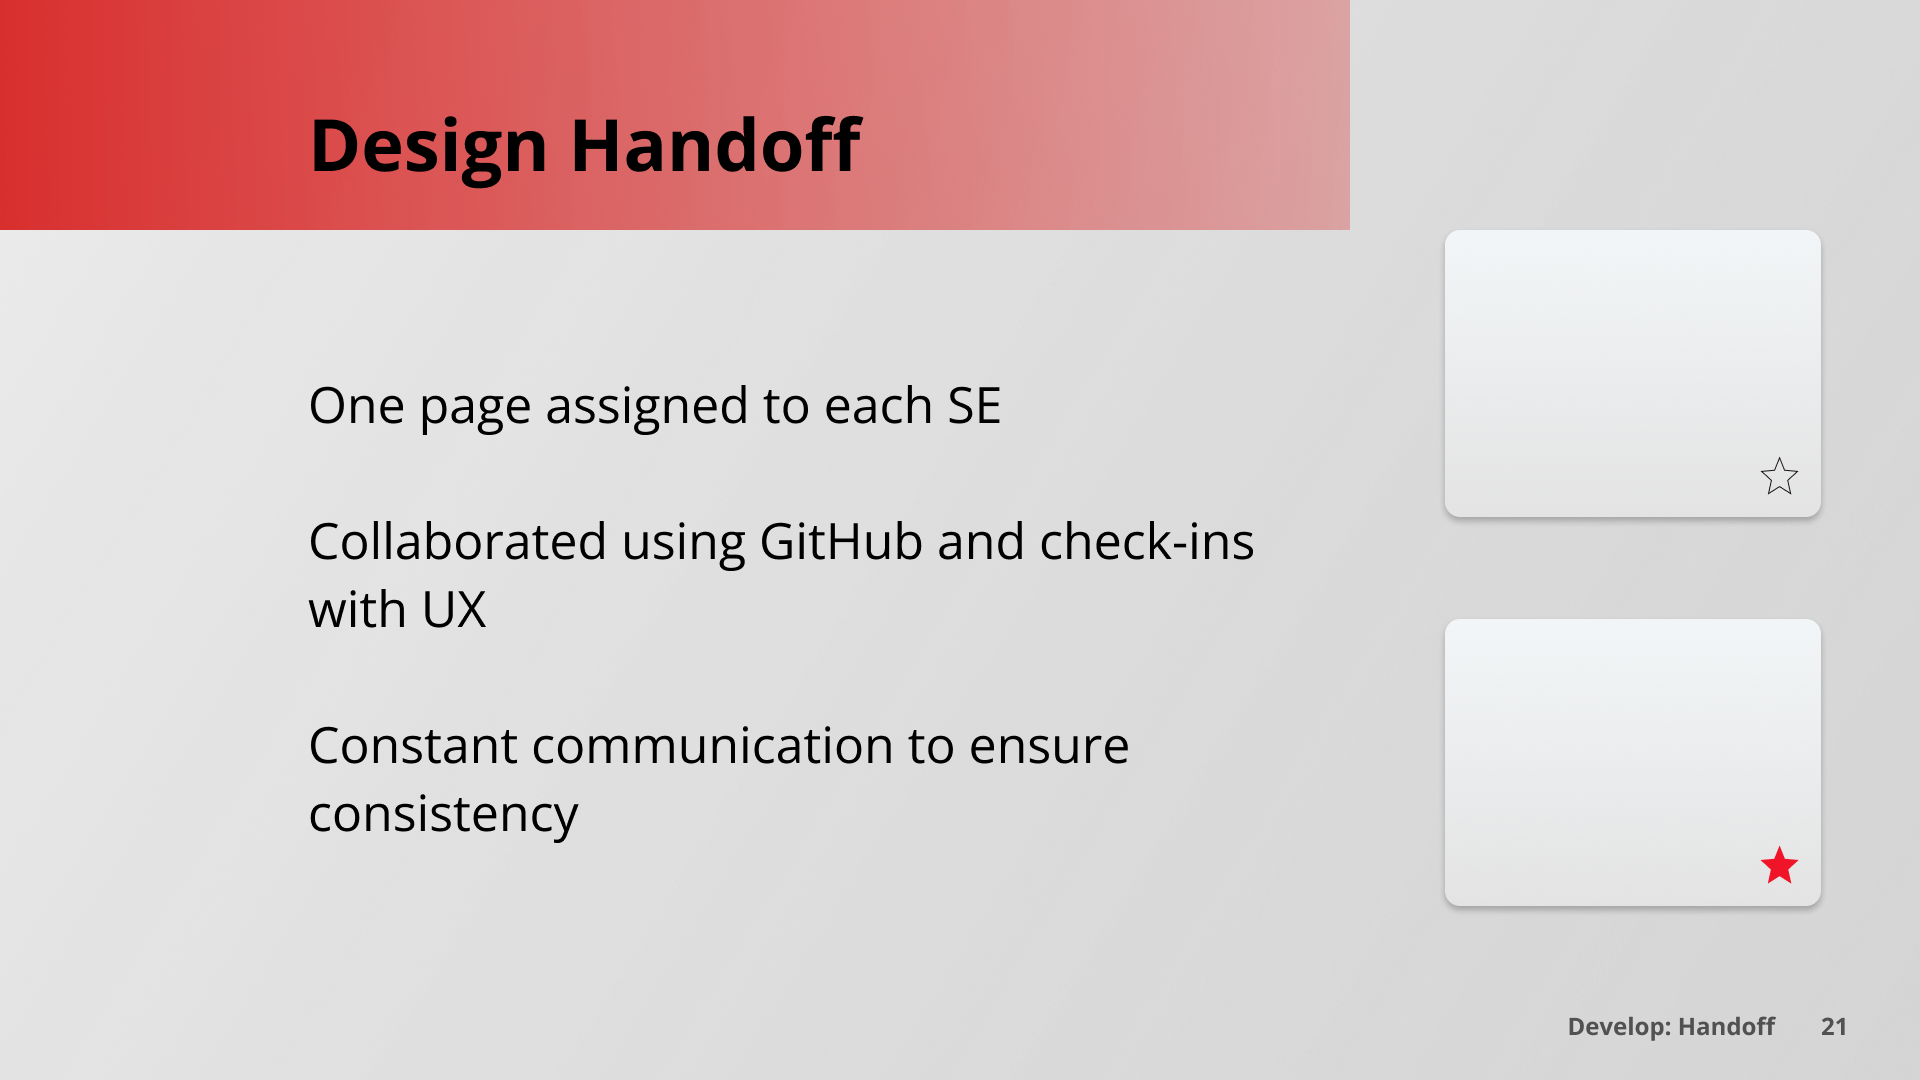 Design Handoff
One page assigned to each SE
Collaborated using GitHub and check-ins
with UX
Constant communication to ensure
consistency
Develop: Handoff 21